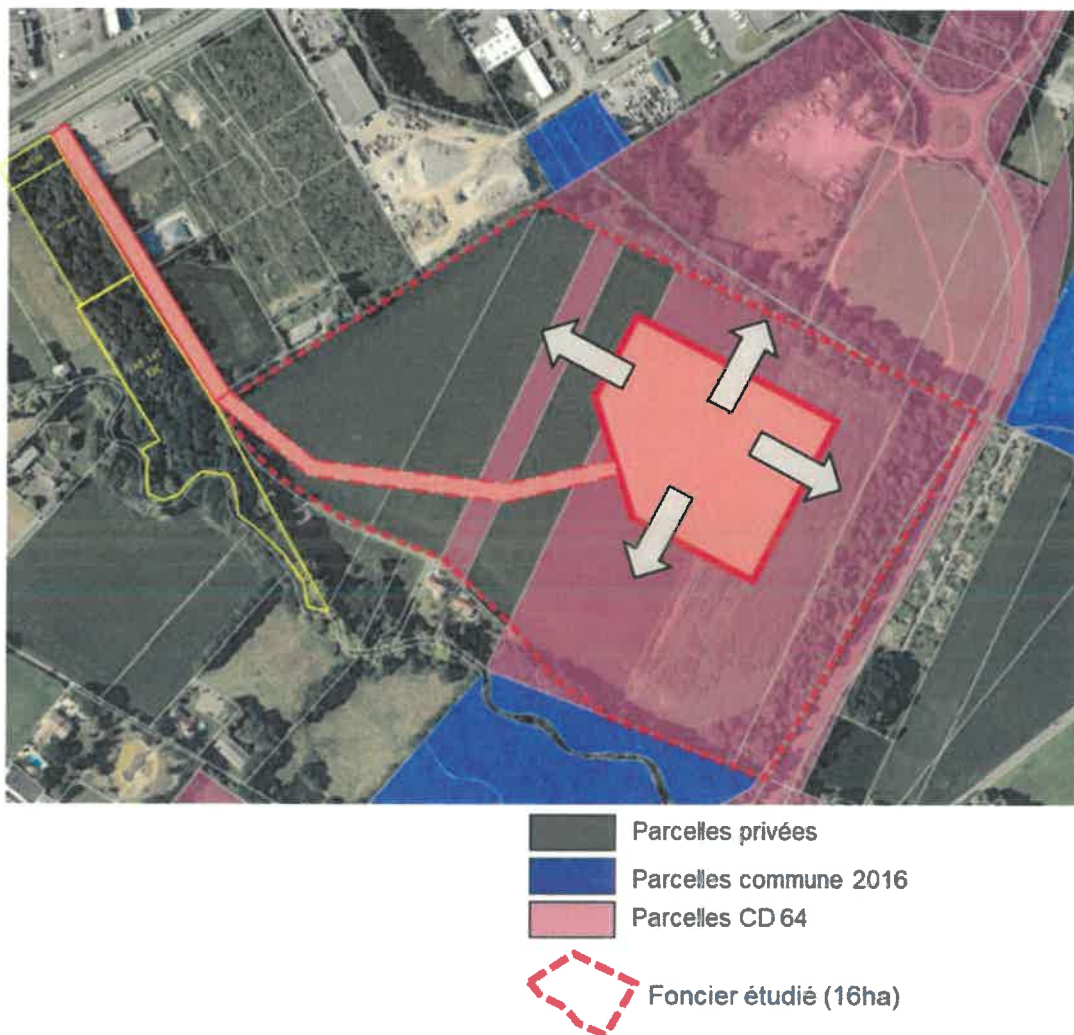 Parcelles privées
Parcelles commune 2016
Parcelles CD 64
Foncier étudié (16ha)